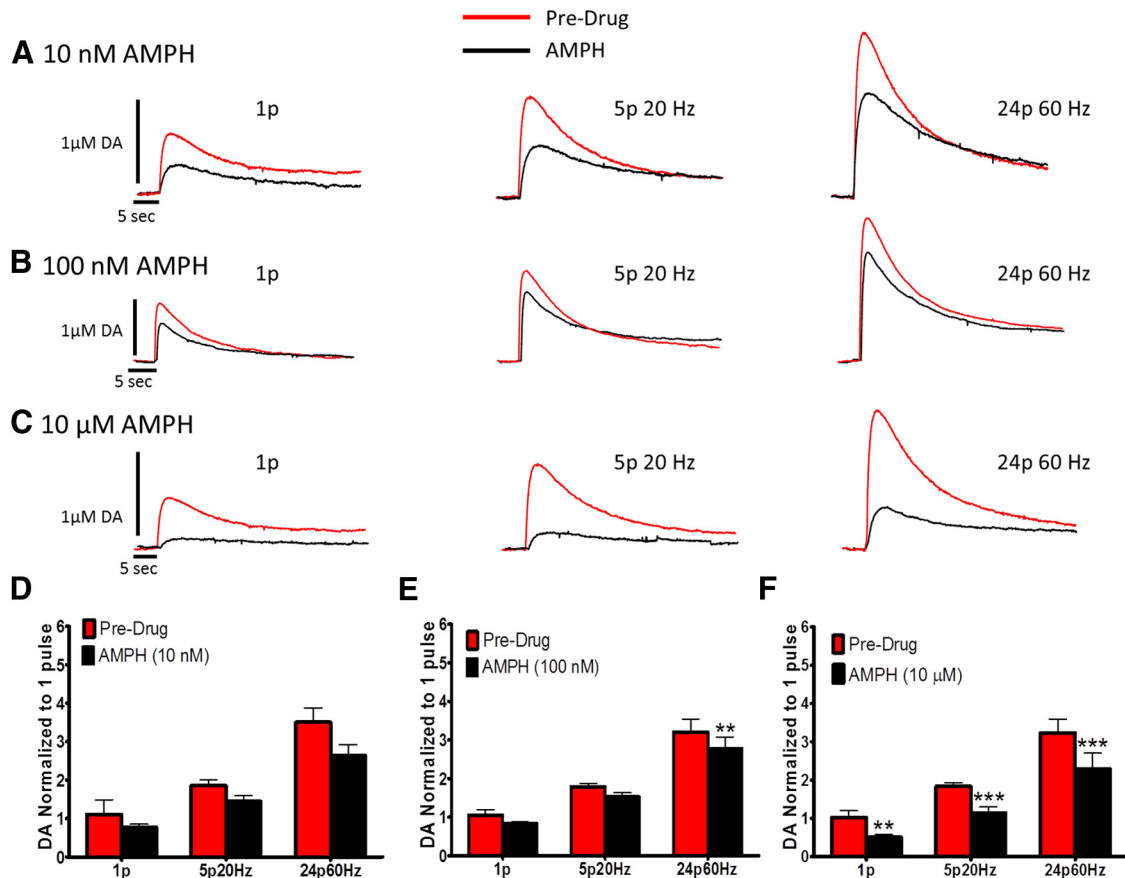 Pre-Drug
AMPH
A 10 nM AMPH
1p
5p 20 Hz
24p 60 Hz
1µM DA
5 sec
B 100 nM AMPH
1p
5p 20 Hz
24p 60 Hz
1µM DA
5 sec
C 10 µM AMPH
1p
5p 20 Hz
24p 60 Hz
1µM DA
5 sec
D
DA Normalized to 1 pulse
6
5
4
3
2
1
0
Pre-Drug
AMPH (10 nM)
1p
5p20Hz
24p60Hz
E
DA Normalized to 1 pulse
6
5
4
3
2
1
0
Pre-Drug
AMPH (100 nM)
**
1p
5p20Hz
24p60Hz
F
DA Normalized to 1 pulse
6
5
4
3
2
1
0
Pre-Drug
AMPH (10 µM)
**
***
***
1p
5p20Hz
24p60Hz